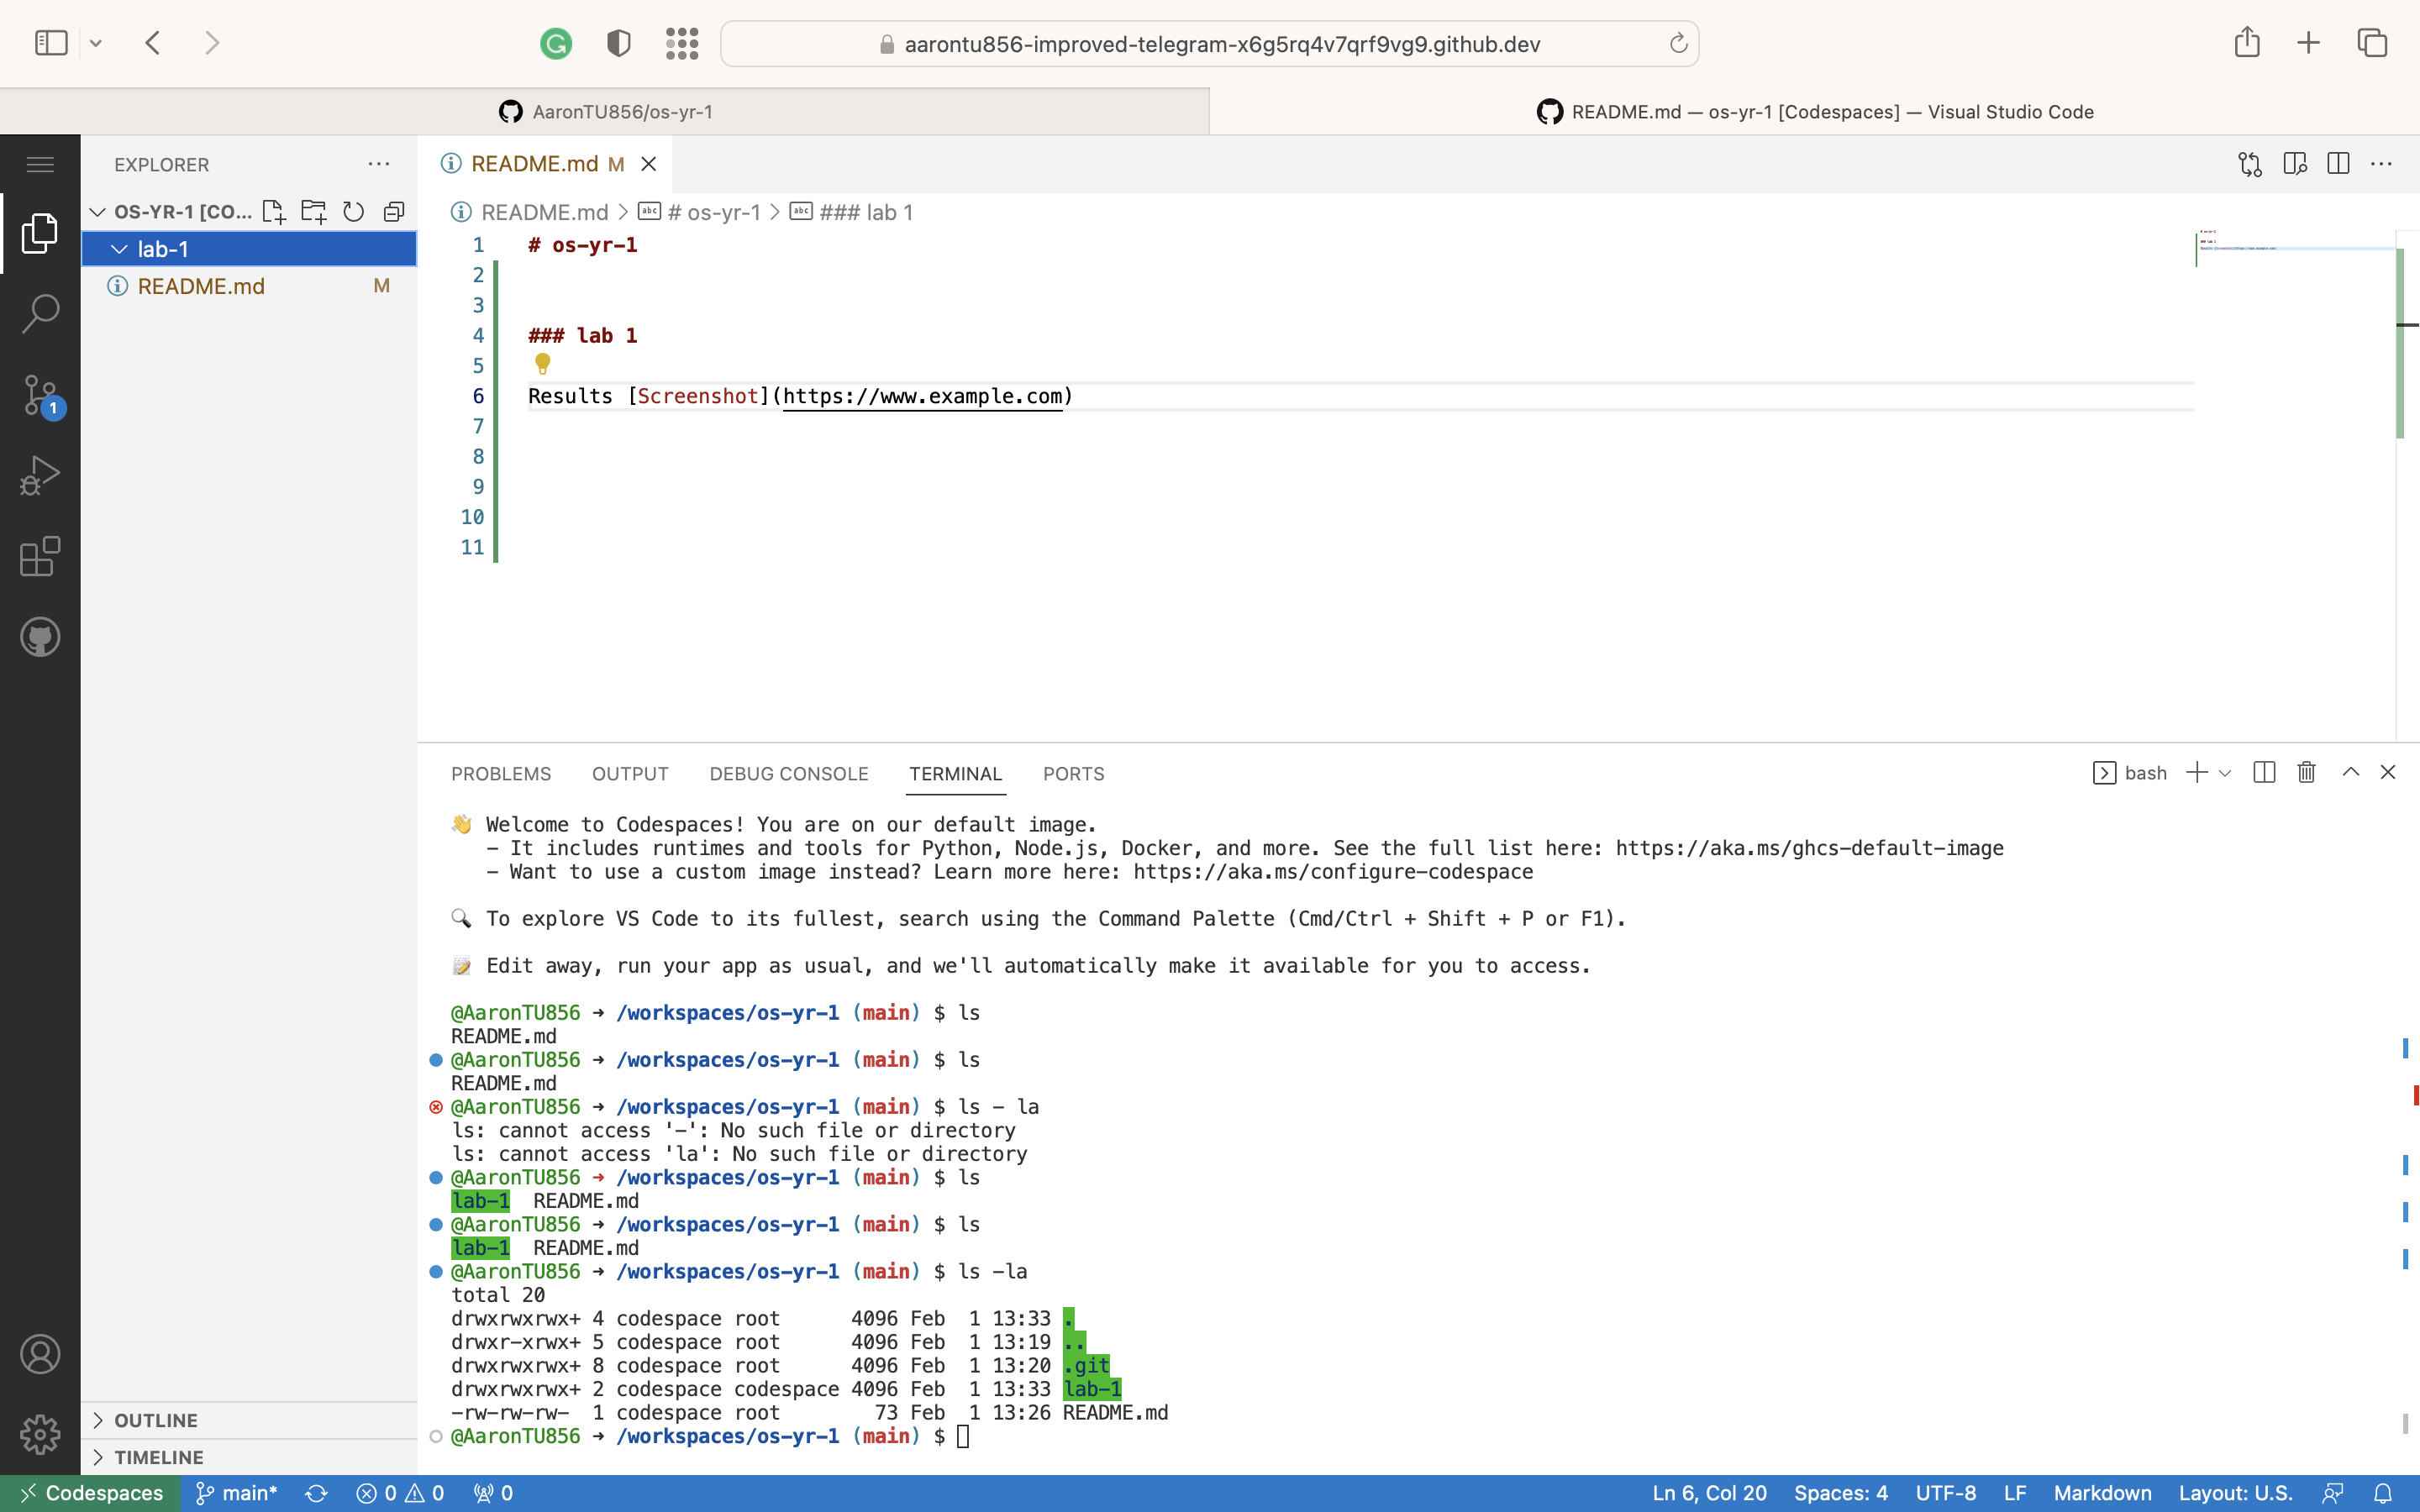 aarontu856-improved-telegram-x6g5rq4v7qrf9vg9.github.dev
AaronTU856/os-yr-1
README.md — os-yr-1 [Codespaces] — Visual Studio Code
EXPLORER
OS-YR-1 [CO...
lab-1
README.md M
README.md M
README.md > # os-yr-1 > ### lab 1
1 # os-yr-1
2
3
4 ### lab 1
5
6 Results [Screenshot](https://www.example.com)
7
8
9
10
11
1
PROBLEMS OUTPUT DEBUG CONSOLE TERMINAL PORTS
bash
👋 Welcome to Codespaces! You are on our default image.
- It includes runtimes and tools for Python, Node.js, Docker, and more. See the full list here: https://aka.ms/ghcs-default-image
- Want to use a custom image instead? Learn more here: https://aka.ms/configure-codespace
🔍 To explore VS Code to its fullest, search using the Command Palette (Cmd/Ctrl + Shift + P or F1).
📝 Edit away, run your app as usual, and we'll automatically make it available for you to access.
@AaronTU856 ➜ /workspaces/os-yr-1 (main) $ ls
README.md
@AaronTU856 ➜ /workspaces/os-yr-1 (main) $ ls
README.md
@AaronTU856 ➜ /workspaces/os-yr-1 (main) $ ls - la
ls: cannot access '-': No such file or directory
ls: cannot access 'la': No such file or directory
@AaronTU856 ➜ /workspaces/os-yr-1 (main) $ ls
lab-1 README.md
@AaronTU856 ➜ /workspaces/os-yr-1 (main) $ ls
lab-1 README.md
@AaronTU856 ➜ /workspaces/os-yr-1 (main) $ ls -la
total 20
drwxrwxrwx+ 4 codespace root 4096 Feb 1 13:33 .
drwxr-xrwx+ 5 codespace root 4096 Feb 1 13:19 ..
drwxrwxrwx+ 8 codespace root 4096 Feb 1 13:20 .git
drwxrwxrwx+ 2 codespace codespace 4096 Feb 1 13:33 lab-1
-rw-rw-rw- 1 codespace root 73 Feb 1 13:26 README.md
@AaronTU856 ➜ /workspaces/os-yr-1 (main) $
OUTLINE
TIMELINE
Codespaces main* 0 0 0
Ln 6, Col 20 Spaces: 4 UTF-8 LF Markdown Layout: U.S.